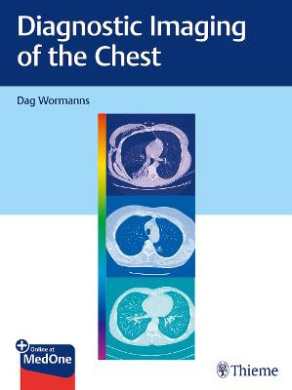 Diagnostic Imaging
of the Chest
Dag Wormanns
Online at
MedOne
Thieme